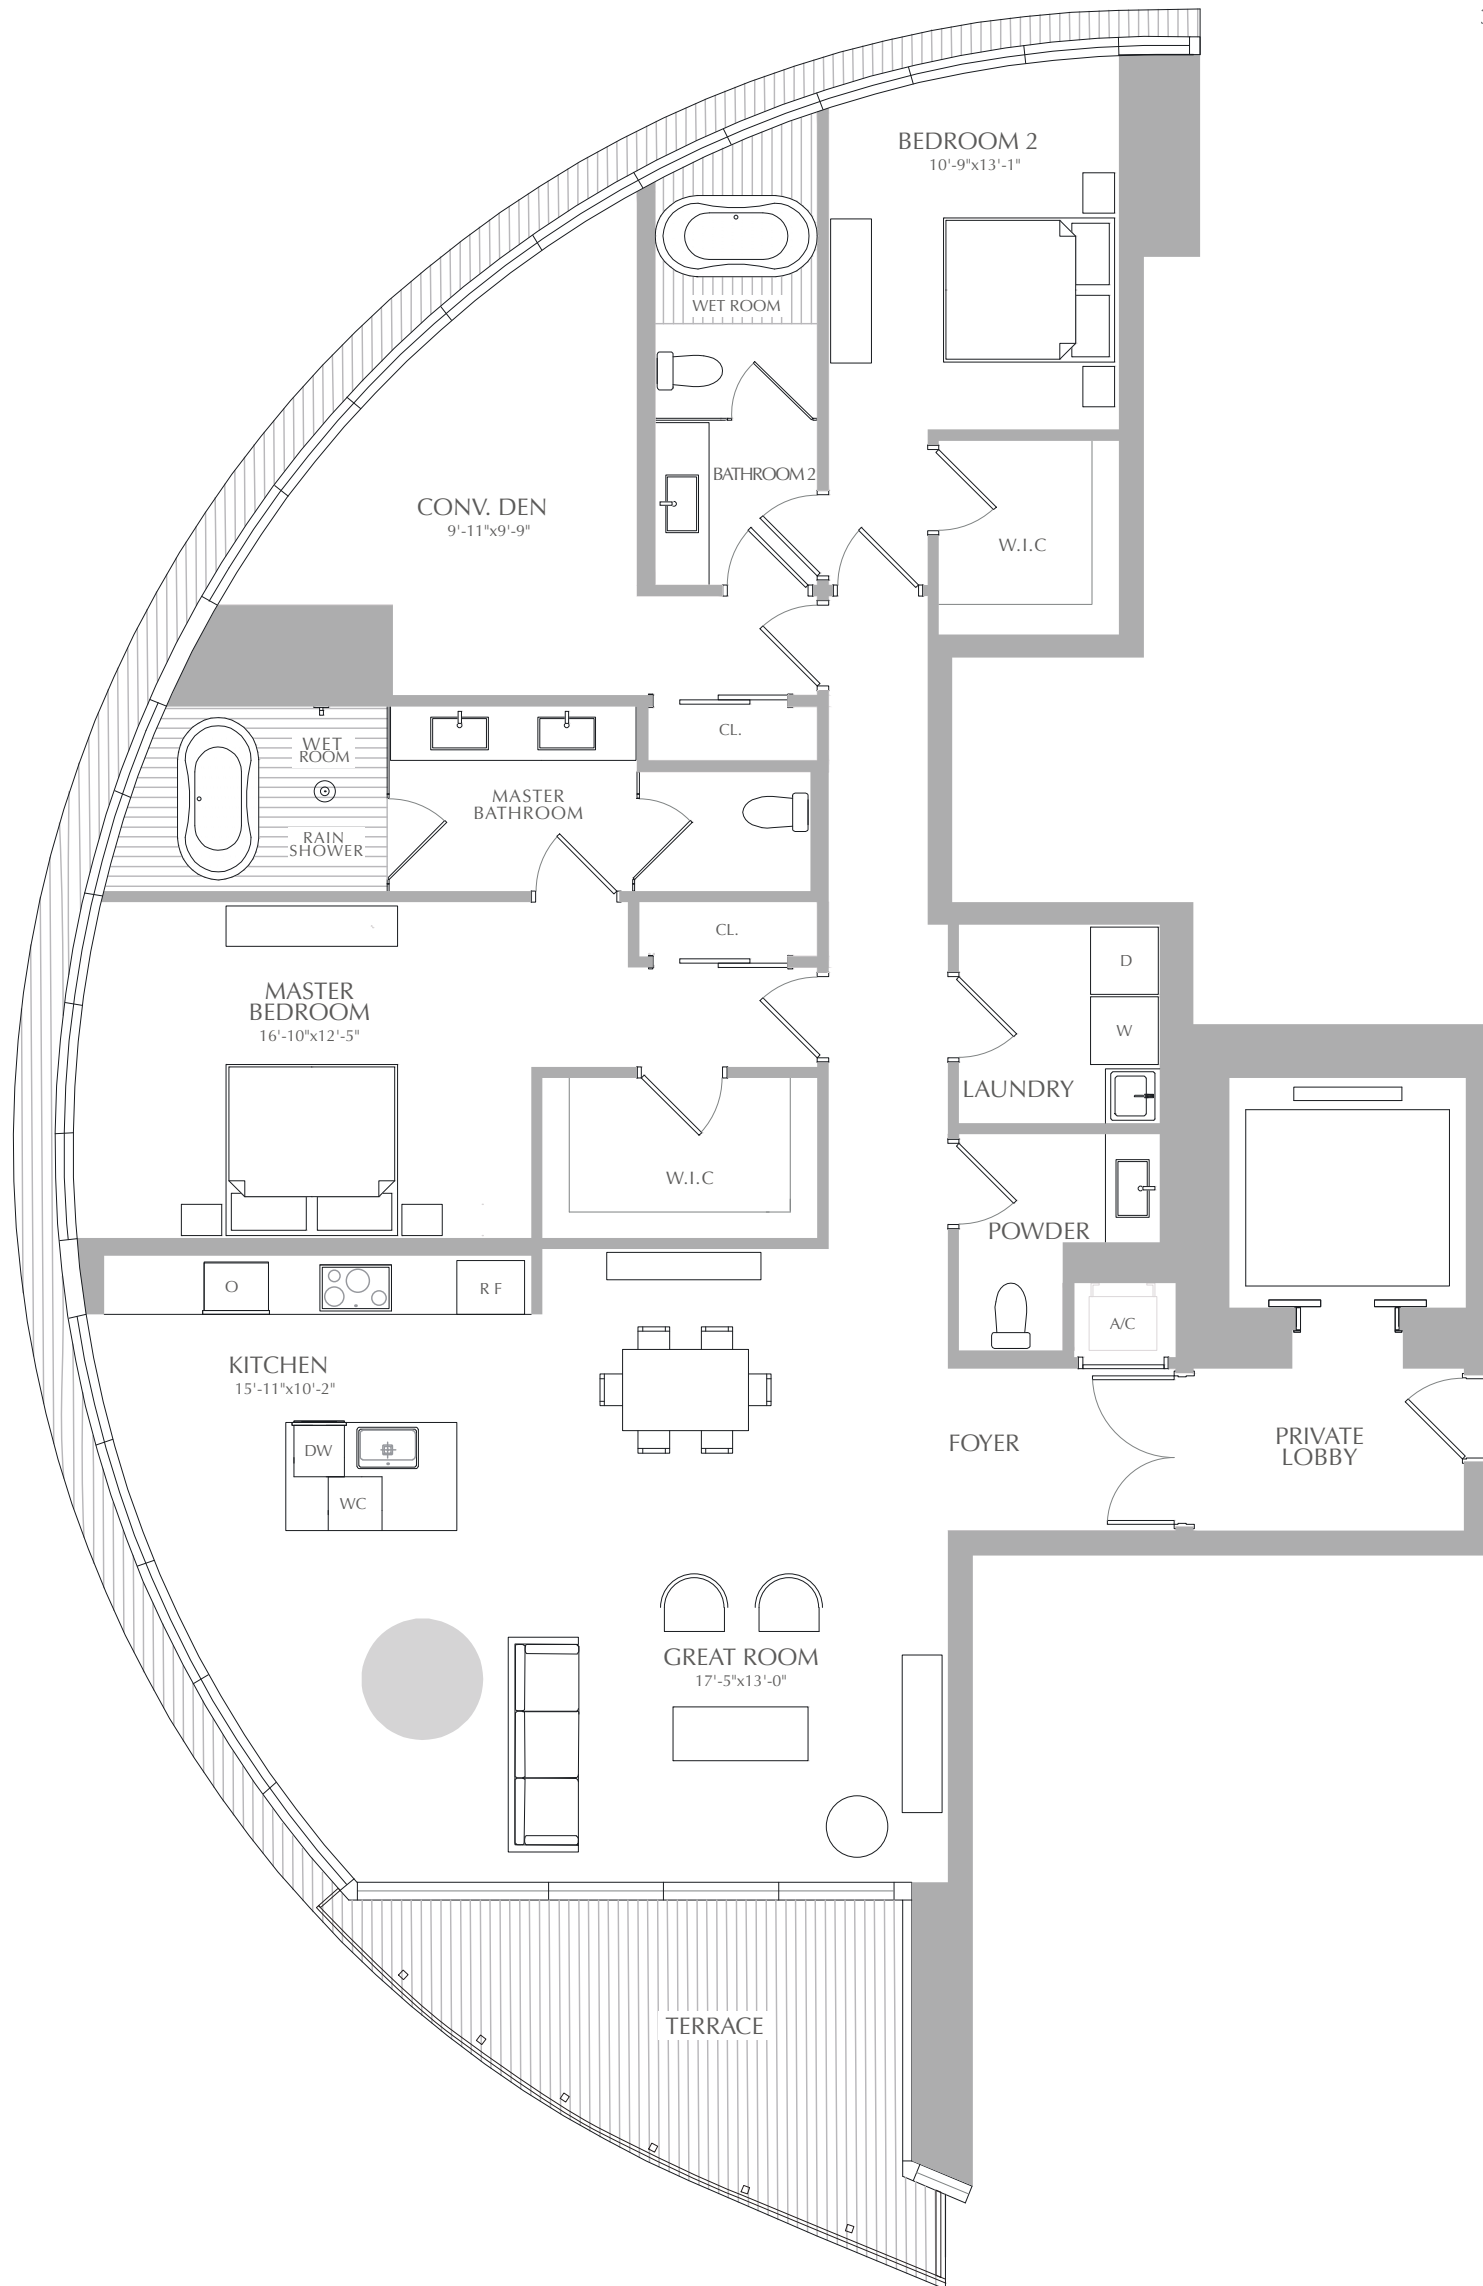 BEDROOM 2
10'-9"x13'-1"
WET ROOM
BATHROOM 2
CONV. DEN
9'-11"x9'-9"
W.I.C
CL.
WET
ROOM
MASTER
BATHROOM
RAIN
SHOWER
CL.
D
MASTER
BEDROOM
16'-10"x12'-5"
W
LAUNDRY
W.I.C
POWDER
O
R F
A/C
KITCHEN
15'-11"x10'-2"
FOYER
PRIVATE
LOBBY
DW
WC
GREAT ROOM
17'-5"x13'-0"
TERRACE